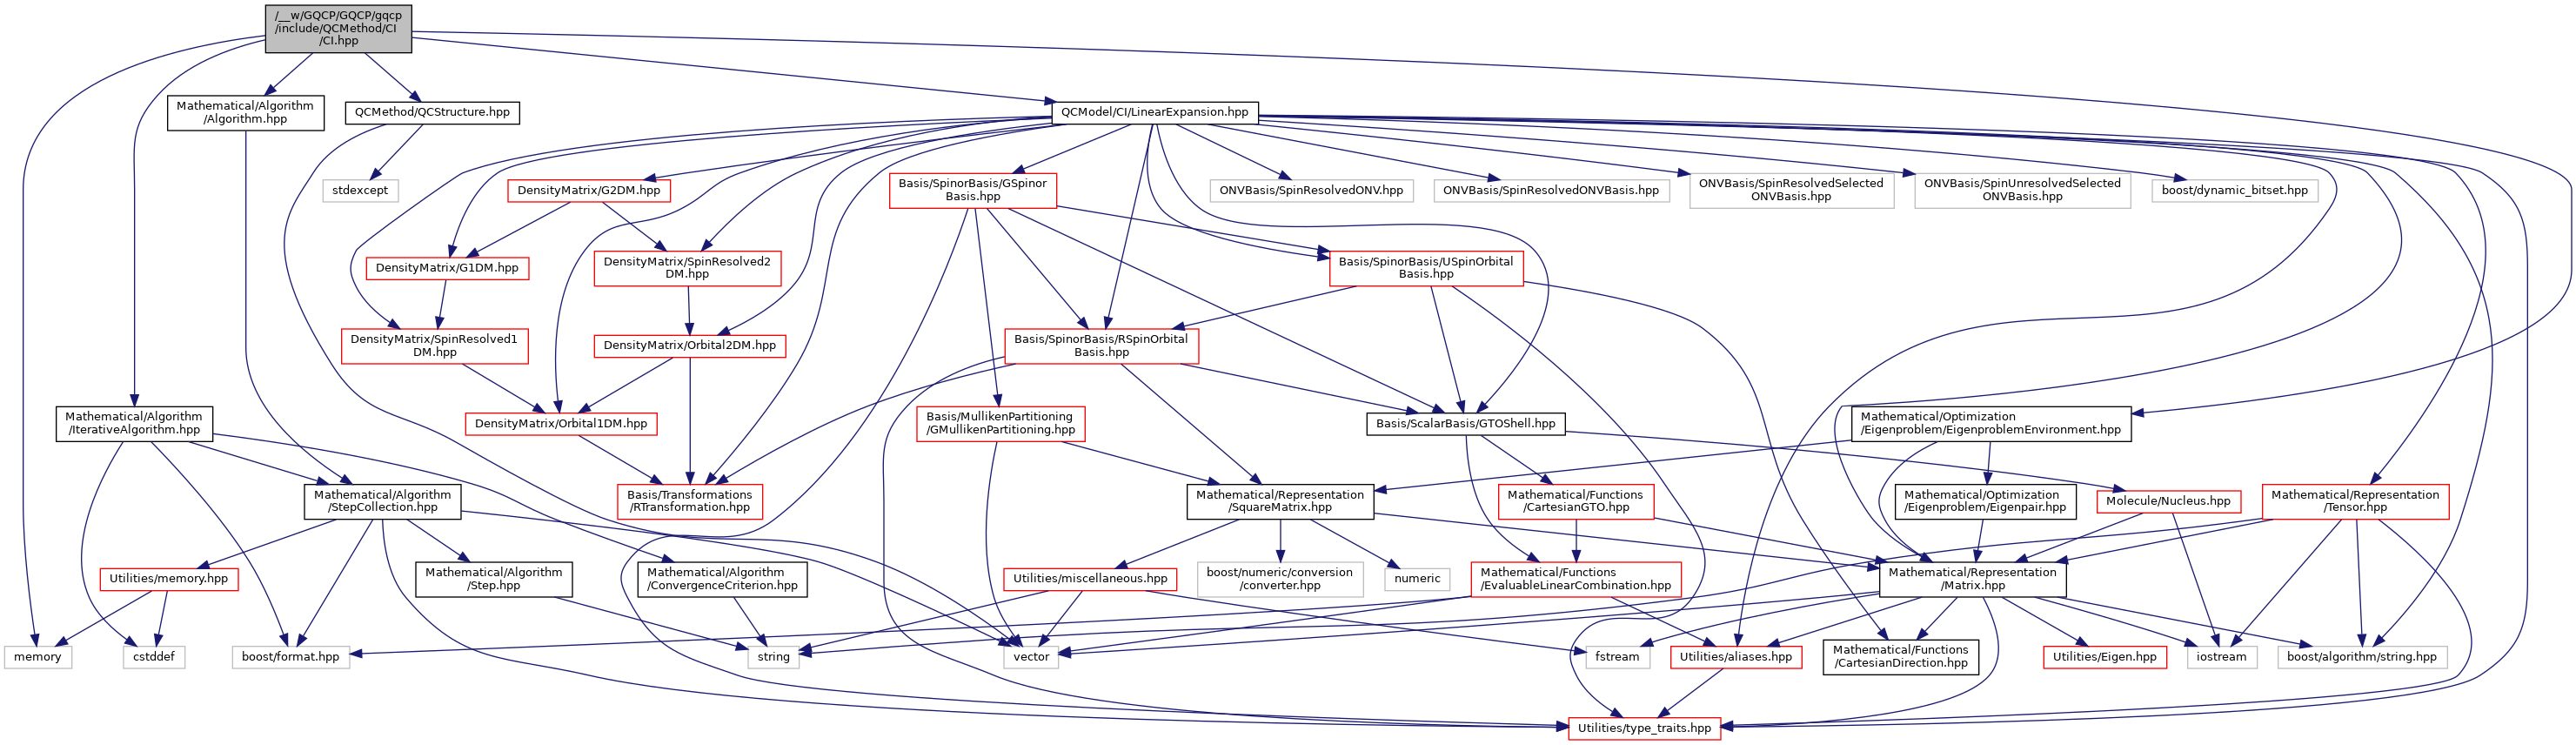 /__w/GQCP/GQCP/gqcp
/include/QCMethod/CI
/CI.hpp
Mathematical/Algorithm
/Algorithm.hpp
QCMethod/QCStructure.hpp
QCModel/CI/LinearExpansion.hpp
stdexcept
DensityMatrix/G2DM.hpp
Basis/SpinorBasis/GSpinor
Basis.hpp
ONVBasis/SpinResolvedONV.hpp
ONVBasis/SpinResolvedONVBasis.hpp
ONVBasis/SpinResolvedSelected
ONVBasis.hpp
ONVBasis/SpinUnresolvedSelected
ONVBasis.hpp
boost/dynamic_bitset.hpp
DensityMatrix/G1DM.hpp
DensityMatrix/SpinResolved2
DM.hpp
Basis/SpinorBasis/USpinOrbital
Basis.hpp
DensityMatrix/SpinResolved1
DM.hpp
DensityMatrix/Orbital2DM.hpp
Basis/SpinorBasis/RSpinOrbital
Basis.hpp
Mathematical/Algorithm
/IterativeAlgorithm.hpp
DensityMatrix/Orbital1DM.hpp
Basis/MullikenPartitioning
/GMullikenPartitioning.hpp
Basis/ScalarBasis/GTOShell.hpp
Mathematical/Optimization
/Eigenproblem/EigenproblemEnvironment.hpp
Mathematical/Algorithm
/StepCollection.hpp
Basis/Transformations
/RTransformation.hpp
Mathematical/Representation
/SquareMatrix.hpp
Mathematical/Functions
/CartesianGTO.hpp
Mathematical/Optimization
/Eigenproblem/Eigenpair.hpp
Molecule/Nucleus.hpp
Mathematical/Representation
/Tensor.hpp
Utilities/memory.hpp
Mathematical/Algorithm
/Step.hpp
Mathematical/Algorithm
/ConvergenceCriterion.hpp
Utilities/miscellaneous.hpp
boost/numeric/conversion
/converter.hpp
numeric
Mathematical/Functions
/EvaluableLinearCombination.hpp
Mathematical/Representation
/Matrix.hpp
memory
cstddef
boost/format.hpp
string
vector
fstream
Utilities/aliases.hpp
Mathematical/Functions
/CartesianDirection.hpp
Utilities/Eigen.hpp
iostream
boost/algorithm/string.hpp
Utilities/type_traits.hpp